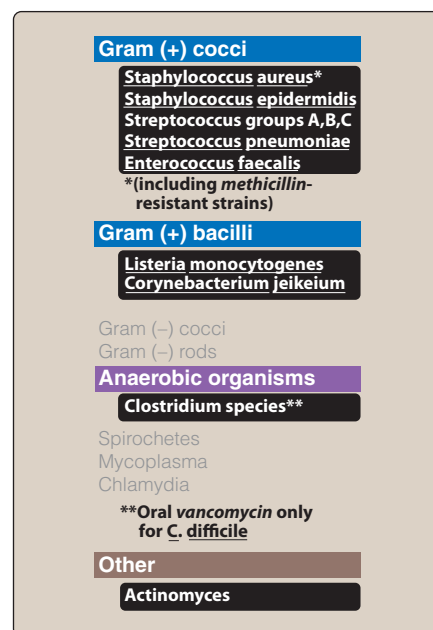 Gram (+) cocci
Staphylococcus aureus*
Staphylococcus epidermidis
Streptococcus groups A,B,C
Streptococcus pneumoniae
Enterococcus faecalis
*(including methicillin-
resistant strains)
Gram (+) bacilli
Listeria monocytogenes
Corynebacterium jeikeium
Gram (–) cocci
Gram (–) rods
Anaerobic organisms
Clostridium species**
Spirochetes
Mycoplasma
Chlamydia
**Oral vancomycin only
for C. difficile
Other
Actinomyces